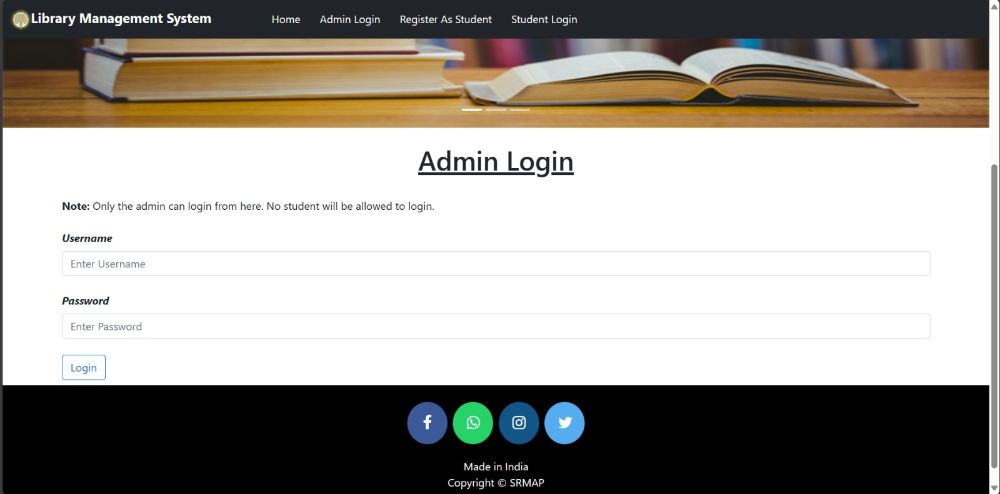 Library Management System
Home
Admin Login
Register As Student
Student Login
Admin Login
Note: Only the admin can login from here. No student will be allowed to login.
Username
Enter Username
Password
Enter Password
Login
Made in India
Copyright © SRMAP